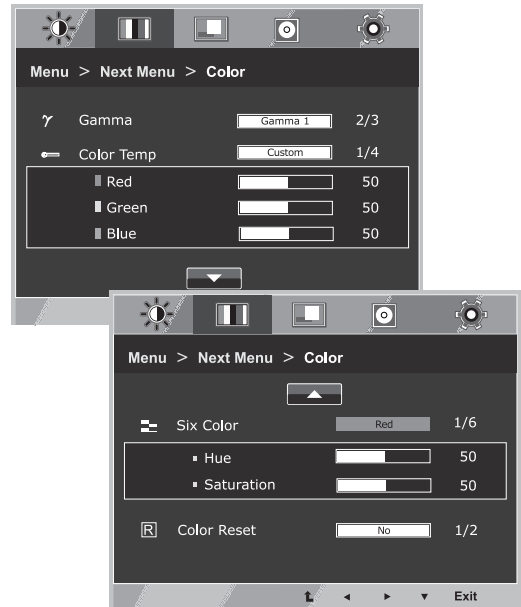 Menu > Next Menu > Color
γ Gamma Gamma 1 2/3
Color Temp Custom 1/4
Red 50
Green 50
Blue 50
Menu > Next Menu > Color
Six Color Red 1/6
Hue 50
Saturation 50
R Color Reset No 1/2
Exit